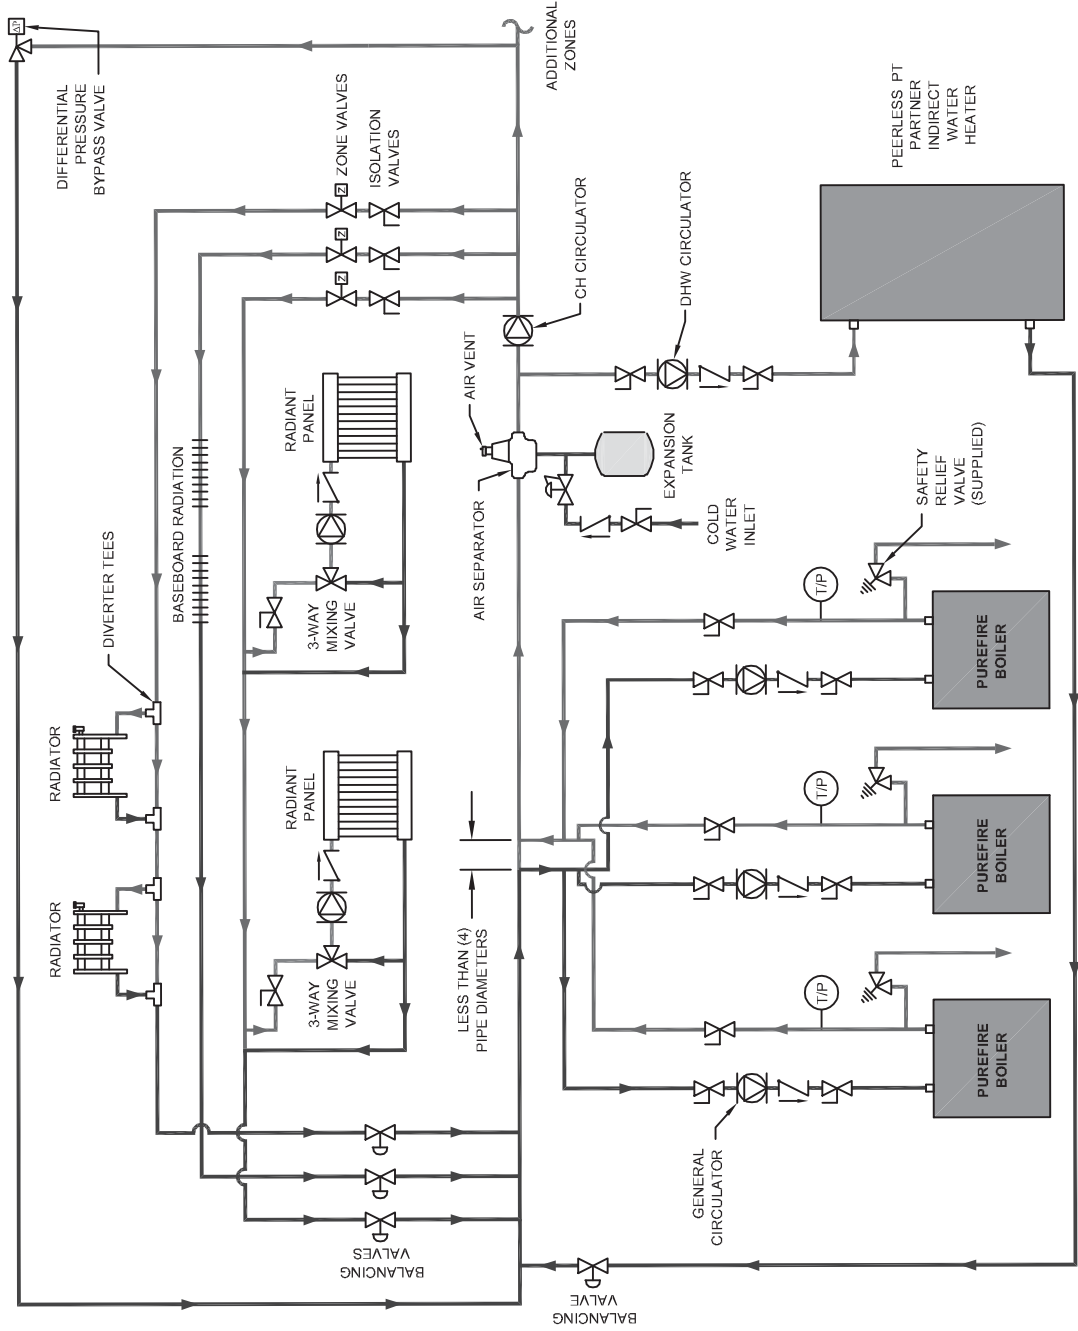 ΔP
DIFFERENTIAL
PRESSURE
BYPASS VALVE
ADDITIONAL
ZONES
ZONE VALVES
Z
Z
Z
ISOLATION
VALVES
PEERLESS PT
PARTNER
INDIRECT
WATER
HEATER
CH CIRCULATOR
DHW CIRCULATOR
AIR VENT
AIR SEPARATOR
EXPANSION
TANK
COLD
WATER
INLET
SAFETY
RELIEF
VALVE
(SUPPLIED)
RADIANT
PANEL
BASEBOARD RADIATION
DIVERTER TEES
3-WAY
MIXING
VALVE
RADIATOR
RADIATOR
RADIANT
PANEL
3-WAY
MIXING
VALVE
LESS THAN (4)
PIPE DIAMETERS
T/P
T/P
T/P
PUREFIRE
BOILER
PUREFIRE
BOILER
PUREFIRE
BOILER
GENERAL
CIRCULATOR
BALANCING
VALVES
BALANCING
VALVE